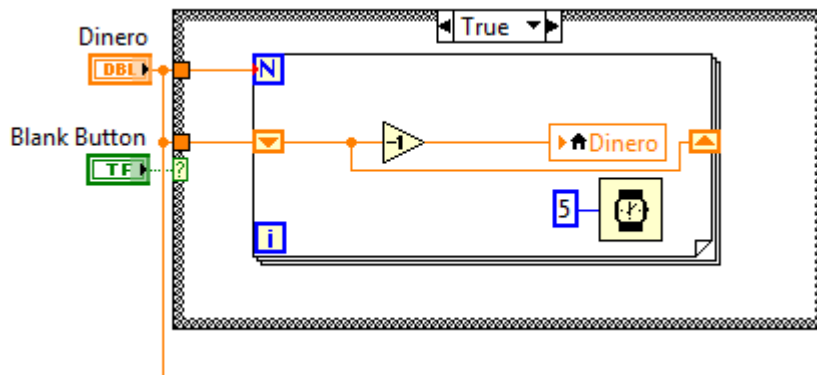 True
Dinero
DBL
N
Blank Button
-1
Dinero
TF
?
5
i